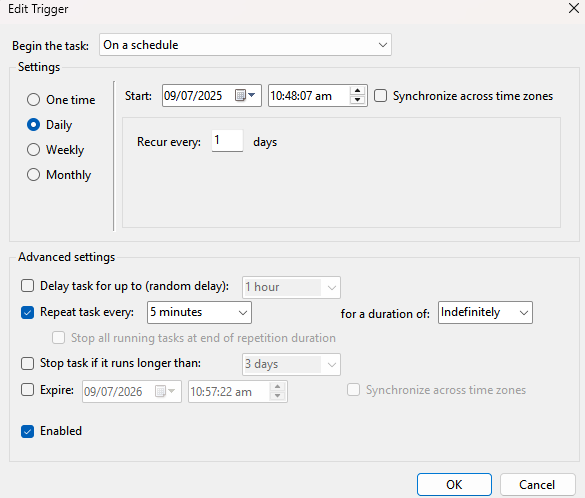 Edit Trigger
Begin the task: On a schedule
Settings
One time
Daily
Weekly
Monthly
Start: 09/07/2025 10:48:07 am Synchronize across time zones
Recur every: 1 days
Advanced settings
Delay task for up to (random delay): 1 hour
Repeat task every: 5 minutes for a duration of: Indefinitely
Stop all running tasks at end of repetition duration
Stop task if it runs longer than: 3 days
Expire: 09/07/2026 10:57:22 am Synchronize across time zones
Enabled
OK Cancel